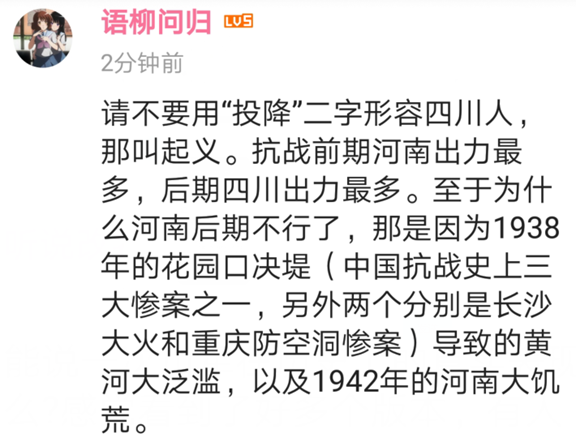 语柳问归 LV5
2分钟前
请不要用“投降”二字形容四川人，
那叫起义。抗战前期河南出力最
多，后期四川出力最多。至于为什
么河南后期不行了，那是因为1938
年的花园口决堤（中国抗战史上三
大惨案之一，另外两个分别是长沙
大火和重庆防空洞惨案）导致的黄
河大泛滥，以及1942年的河南大饥
荒。